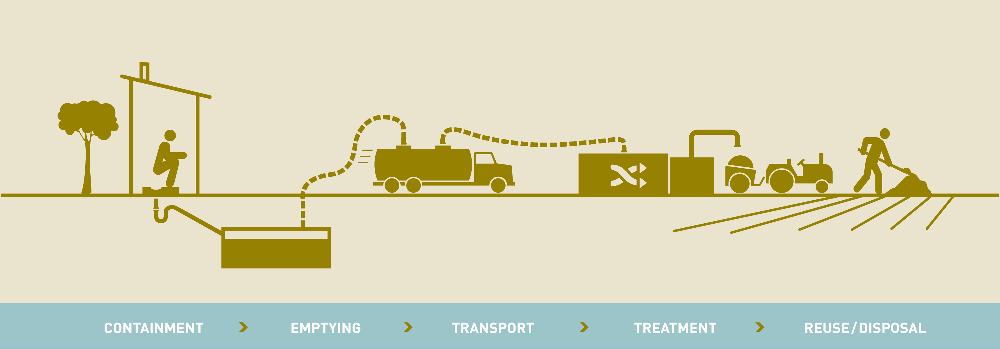 CONTAINMENT > EMPTYING > TRANSPORT > TREATMENT > REUSE/DISPOSAL